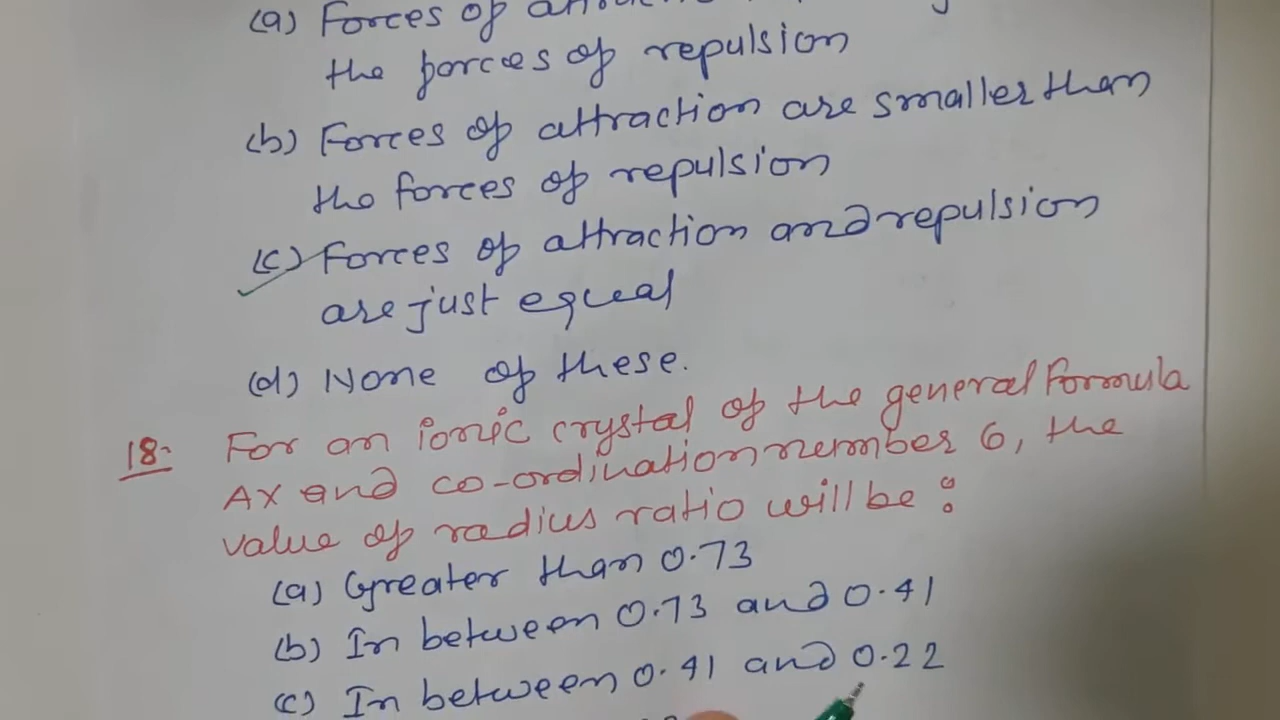 (a) Forces of
the forces of repulsion
(b) Forces of attraction are smaller than
the forces of repulsion
(c) Forces of attraction and repulsion
are just equal
(d) None of these.
18. For an ionic crystal of the general formula
AX and co-ordination number 6, the
value of radius ratio will be :
(a) Greater than 0.73
(b) In between 0.73 and 0.41
(c) In between 0.41 and 0.22